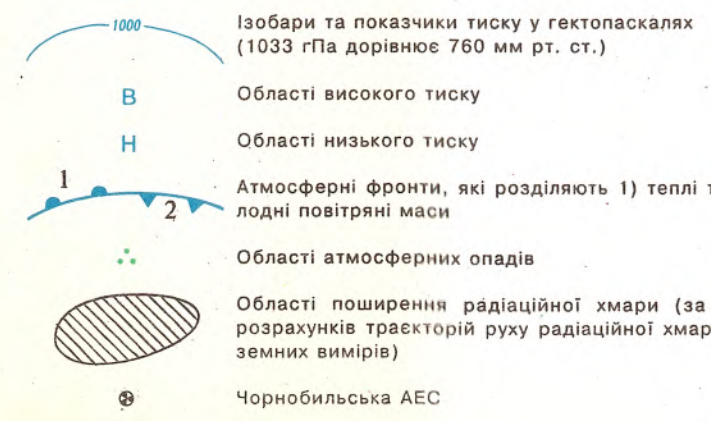 1000
Ізобари та показчики тиску у гектопаскалях
(1033 гПа дорівнює 760 мм рт. ст.)
В
Області високого тиску
Н
Області низького тиску
1
2
Атмосферні фронти, які розділяють 1) теплі т
лодні повітряні маси
Області атмосферних опадів
Області поширення радіаційної хмари (за
розрахунків траєкторій руху радіаційної хмар
земних вимірів)
Чорнобильська АЕС